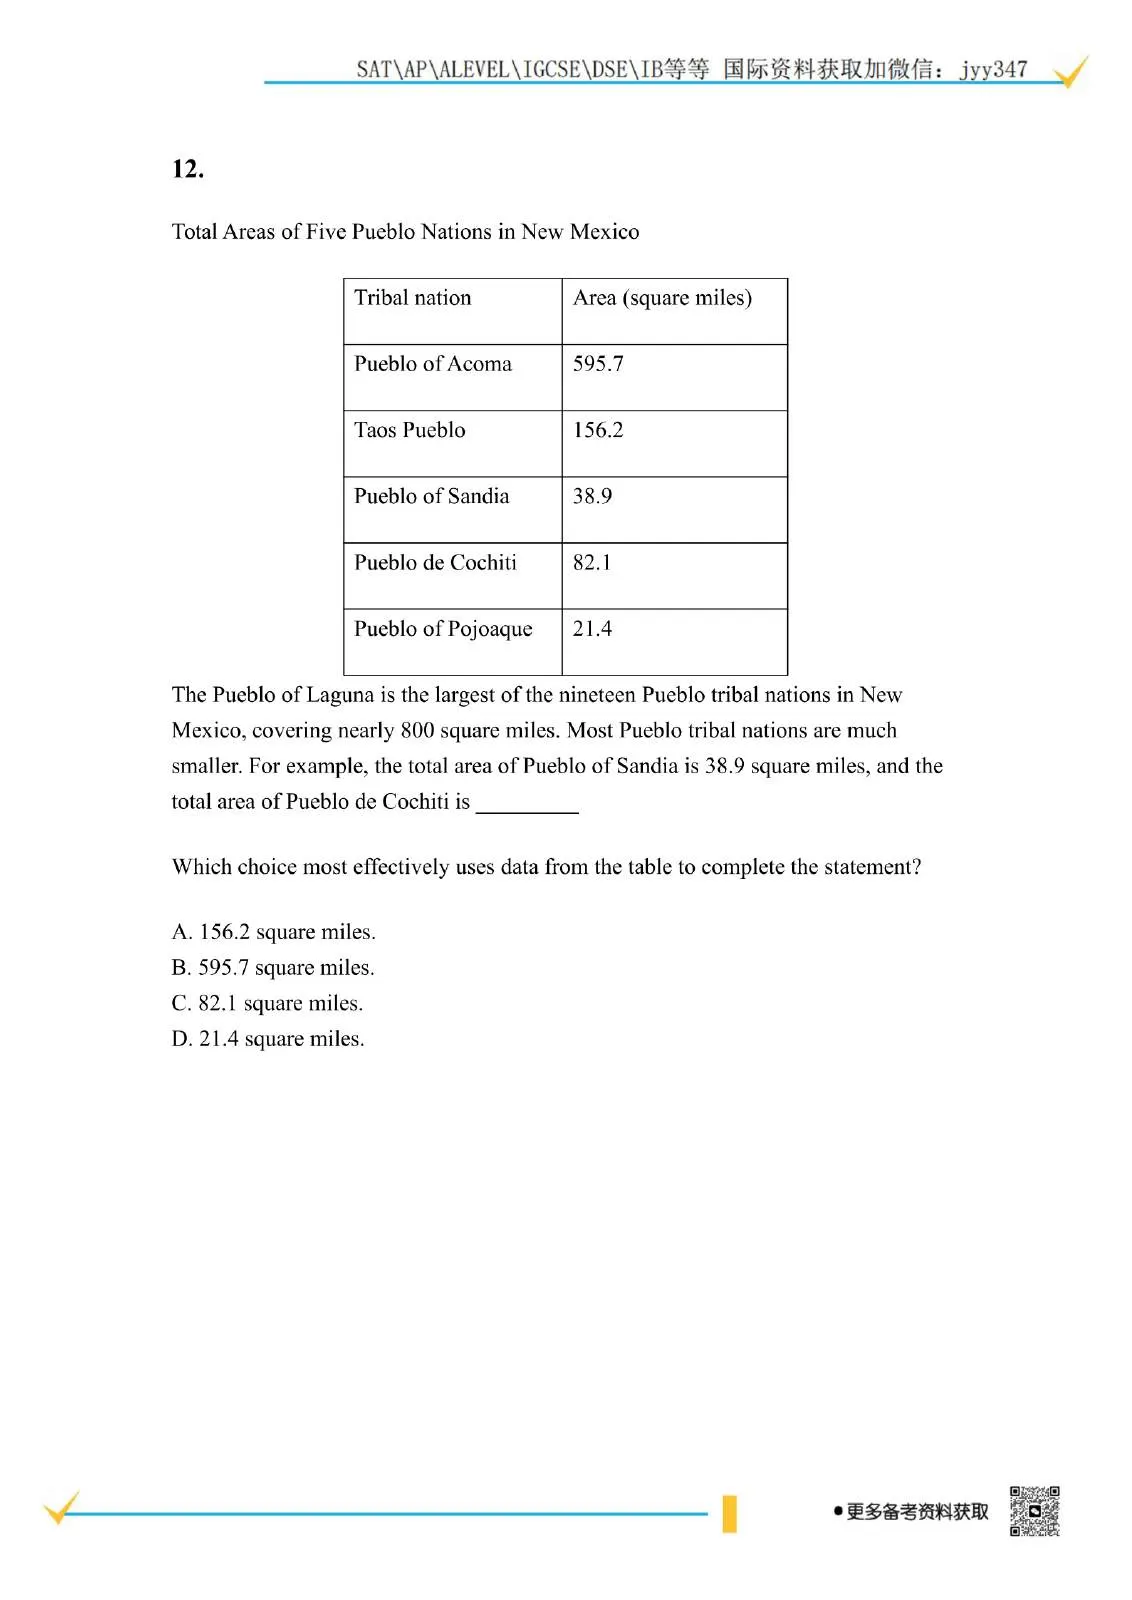 SAT\AP\ALEVEL\IGCSE\DSE\IB等等 国际资料获取加微信: jyy347
12.
Total Areas of Five Pueblo Nations in New Mexico
Tribal nation Area (square miles)
Pueblo of Acoma 595.7
Taos Pueblo 156.2
Pueblo of Sandia 38.9
Pueblo de Cochiti 82.1
Pueblo of Pojoaque 21.4
The Pueblo of Laguna is the largest of the nineteen Pueblo tribal nations in New
Mexico, covering nearly 800 square miles. Most Pueblo tribal nations are much
smaller. For example, the total area of Pueblo of Sandia is 38.9 square miles, and the
total area of Pueblo de Cochiti is _________
Which choice most effectively uses data from the table to complete the statement?
A. 156.2 square miles.
B. 595.7 square miles.
C. 82.1 square miles.
D. 21.4 square miles.
•更多备考资料获取